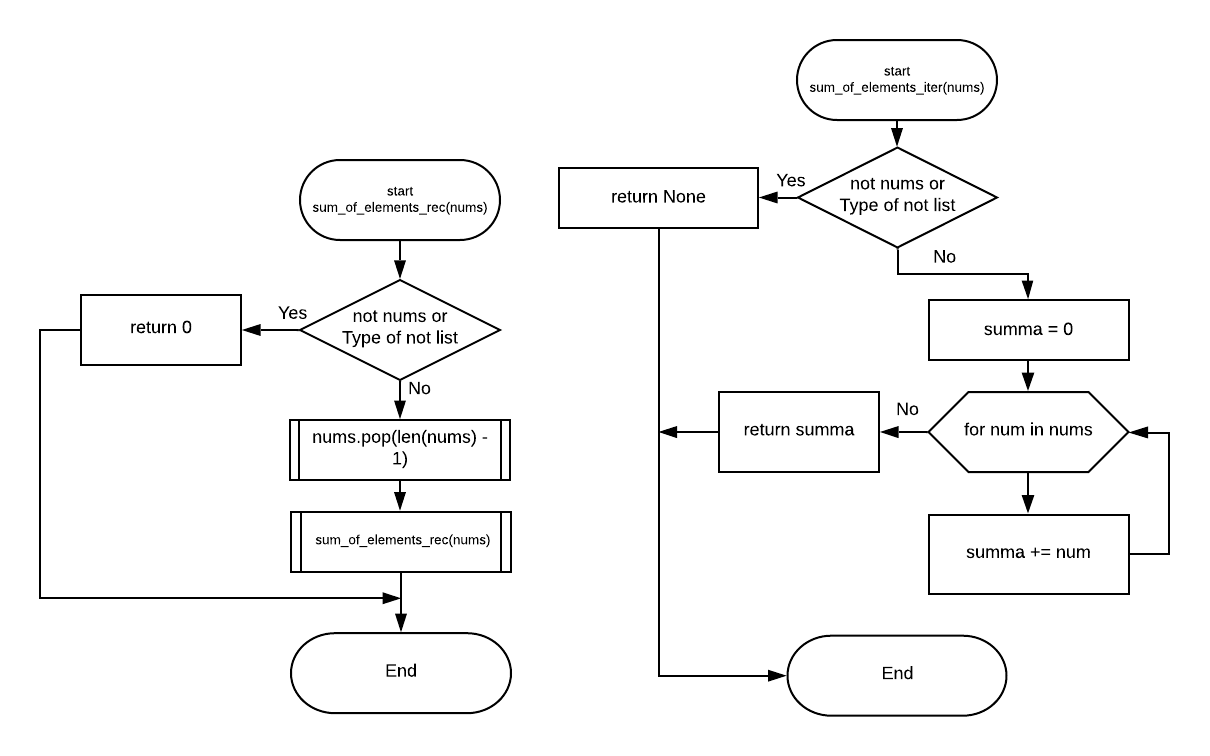 start
sum_of_elements_rec(nums)
not nums or
Type of not list
Yes
return 0
No
nums.pop(len(nums) -
1)
sum_of_elements_rec(nums)
End
start
sum_of_elements_iter(nums)
not nums or
Type of not list
Yes
return None
No
summa = 0
for num in nums
No
return summa
summa += num
End